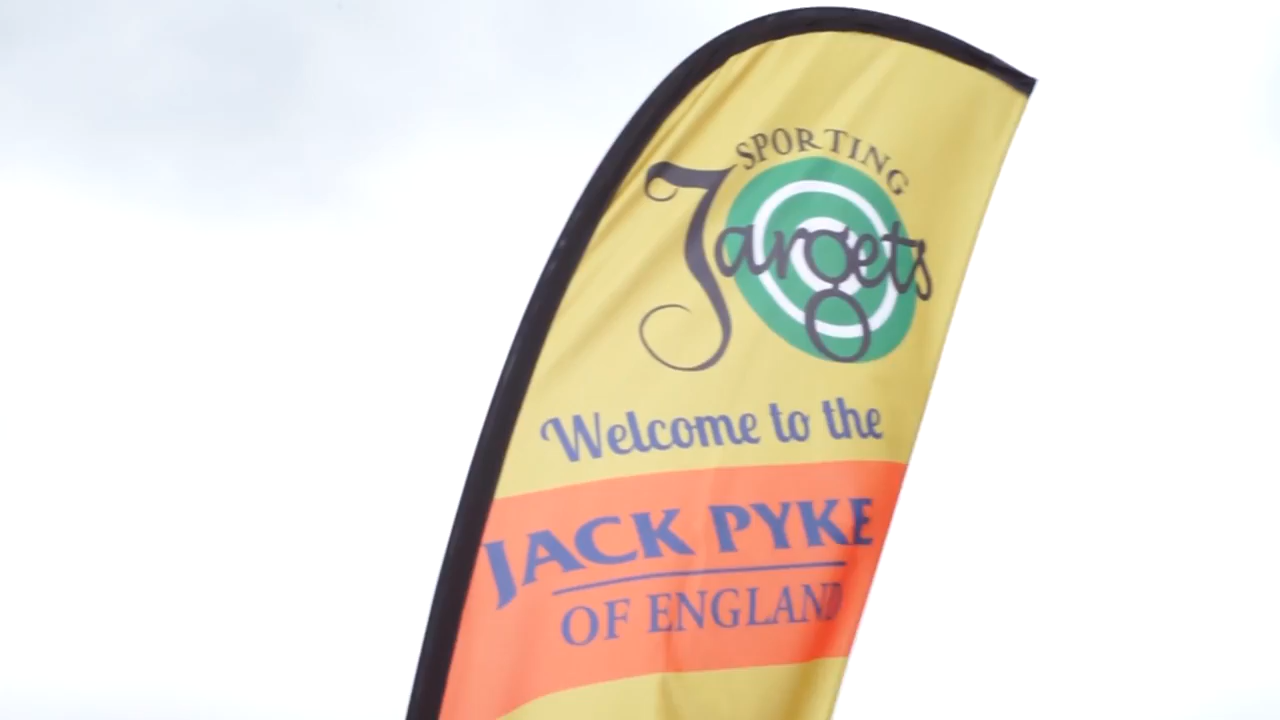 SPORTING
Targets
Welcome to the
JACK PYKE
OF ENGLAND